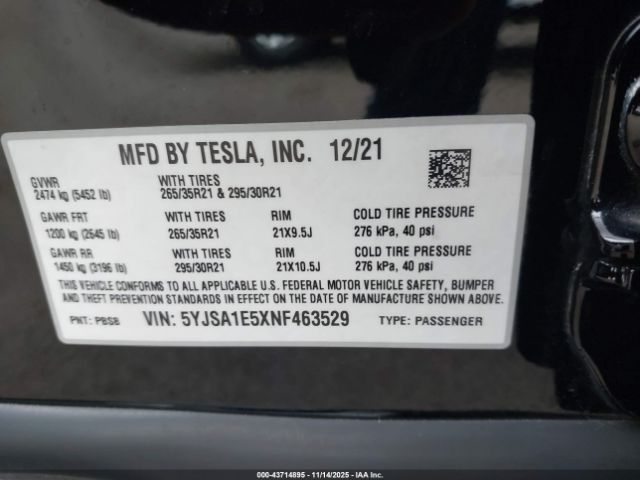 MFD BY TESLA, INC. 12/21
GVWR
2474 kg (5452 lb)
WITH TIRES
265/35R21 & 295/30R21
GAWR FRT
1200 kg (2645 lb)
WITH TIRES
265/35R21
RIM
21X9.5J
COLD TIRE PRESSURE
276 kPa, 40 psi
GAWR RR
1450 kg (3196 lb)
WITH TIRES
295/30R21
RIM
21X10.5J
COLD TIRE PRESSURE
276 kPa, 40 psi
THIS VEHICLE CONFORMS TO ALL APPLICABLE U.S. FEDERAL MOTOR VEHICLE SAFETY, BUMPER
AND THEFT PREVENTION STANDARDS IN EFFECT ON THE DATE OF MANUFACTURE SHOWN ABOVE.
PNT: PBSB VIN: 5YJSA1E5XNF463529 TYPE: PASSENGER
000-43714895 - 11/14/2025 - IAA.COM